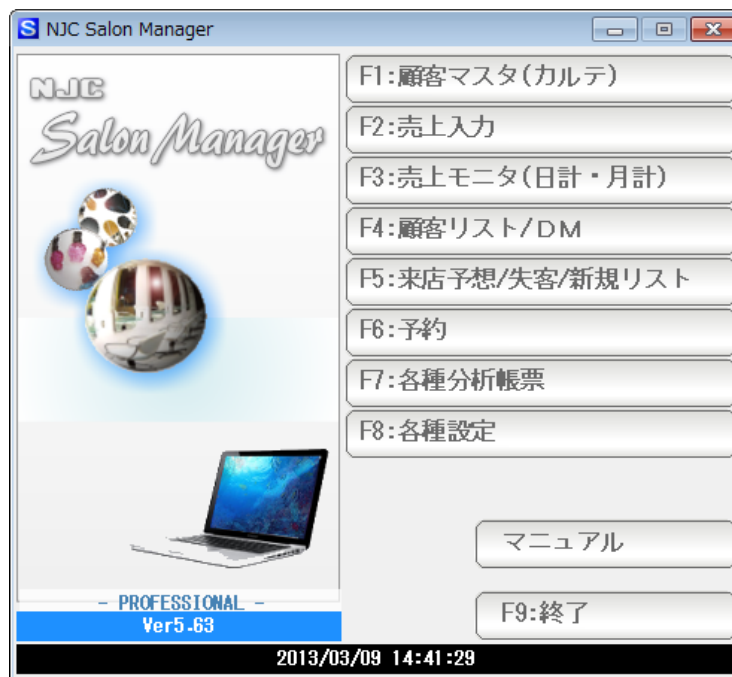 NJC Salon Manager
NJC
Salon Manager
F1:顧客マスタ(カルテ)
F2:売上入力
F3:売上モニタ(日計・月計)
F4:顧客リスト/DM
F5:来店予想/失客/新規リスト
F6:予約
F7:各種分析帳票
F8:各種設定
マニュアル
F9:終了
- PROFESSIONAL -
Ver5.63
2013/03/09 14:41:29